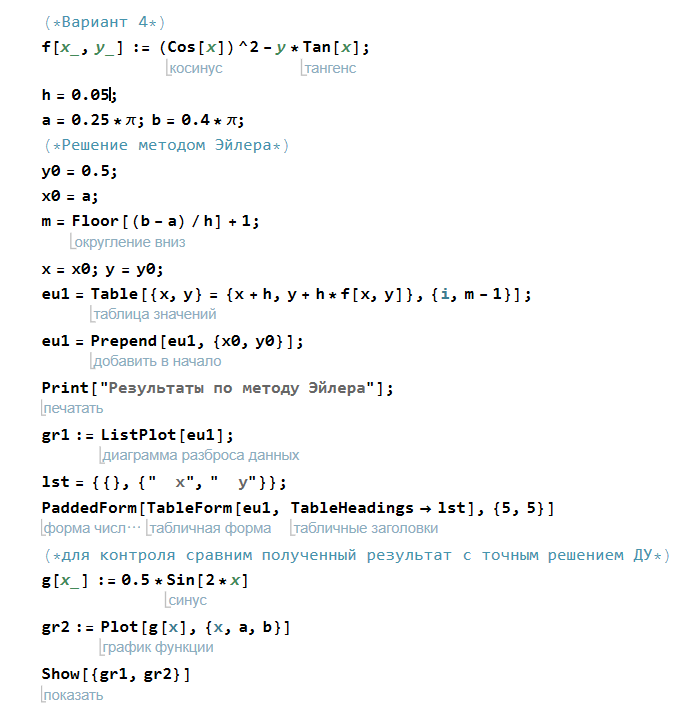 (*Вариант 4*)
f[x_, y_] := (Cos[x])^2 - y * Tan[x];
косинус тангенс
h = 0.05;
a = 0.25 * π; b = 0.4 * π;
(*Решение методом Эйлера*)
y0 = 0.5;
x0 = a;
m = Floor[(b - a) / h] + 1;
округление вниз
x = x0; y = y0;
eu1 = Table[{x, y} = {x + h, y + h * f[x, y]}, {i, m - 1}];
таблица значений
eu1 = Prepend[eu1, {x0, y0}];
добавить в начало
Print["Результаты по методу Эйлера"];
печатать
gr1 := ListPlot[eu1];
диаграмма разброса данных
lst = {{}, {"  x", "  y"}};
PaddedForm[TableForm[eu1, TableHeadings → lst], {5, 5}]
форма числ⋯ табличная форма табличные заголовки
(*для контроля сравним полученный результат с точным решением ДУ*)
g[x_] := 0.5 * Sin[2 * x]
синус
gr2 := Plot[g[x], {x, a, b}]
график функции
Show[{gr1, gr2}]
показать